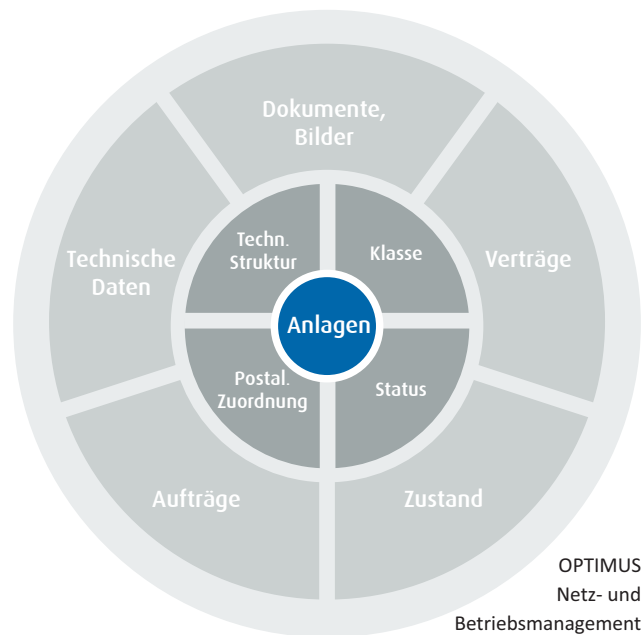 Dokumente,
Bilder
Technische
Daten
Techn.
Struktur
Klasse
Verträge
Anlagen
Postal.
Zuordnung
Status
Aufträge
Zustand
OPTIMUS
Netz- und
Betriebsmanagement